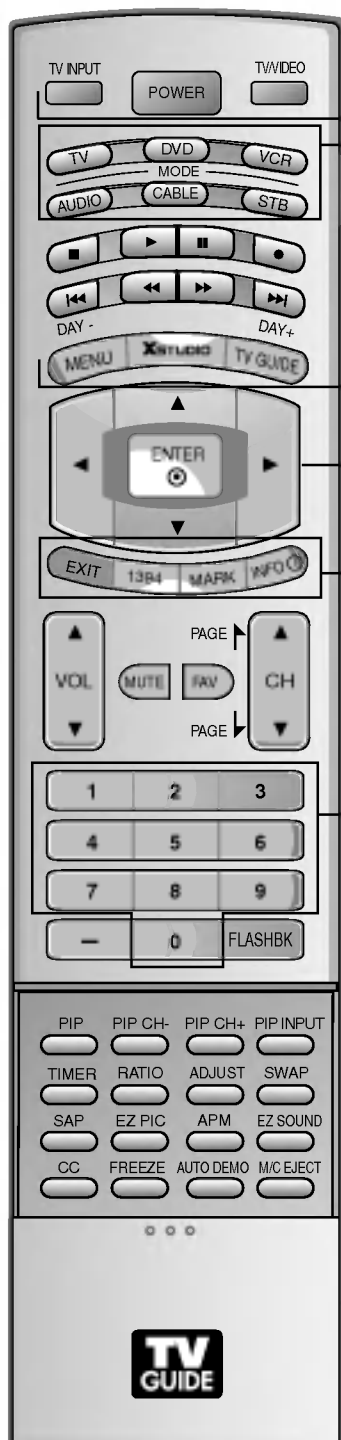 TV INPUT POWER TV/VIDEO
TV DVD VCR
MODE
AUDIO CABLE STB
DAY - DAY+
MENU XSTUDIO TV GUIDE
ENTER
EXIT 1394 MARK INFO
PAGE
VOL MUTE FAV CH
PAGE
1 2 3
4 5 6
7 8 9
— 0 FLASHBK
PIP PIP CH- PIP CH+ PIP INPUT
TIMER RATIO ADJUST SWAP
SAP EZ PIC APM EZ SOUND
CC FREEZE AUTO DEMO M/C EJECT
TV
GUIDE